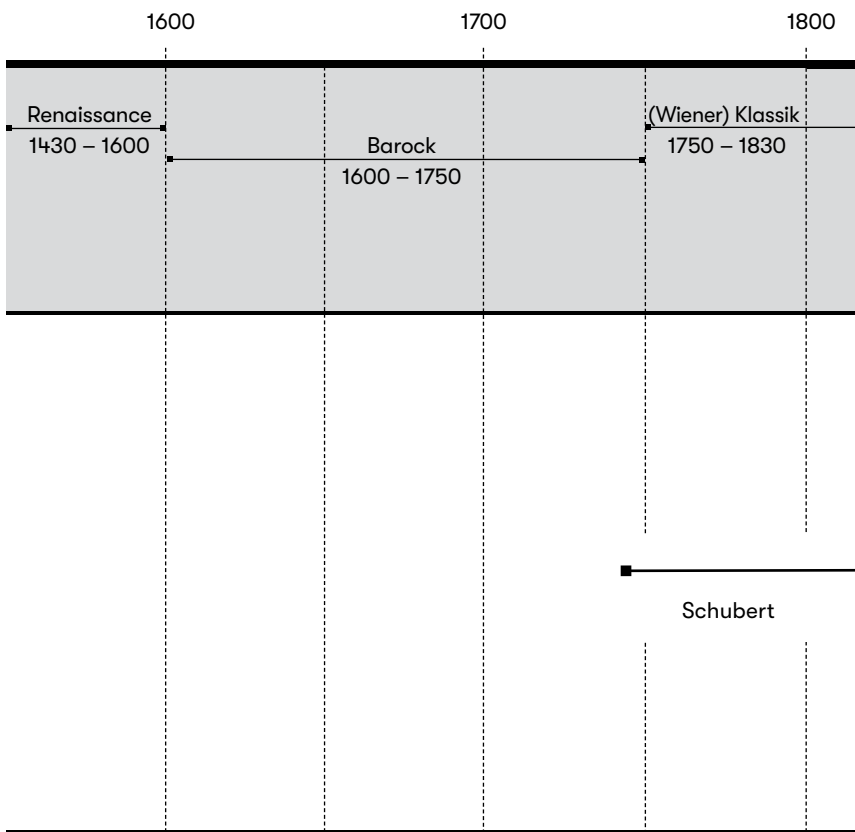 1600 1700 1800
Renaissance
1430 – 1600
Barock
1600 – 1750
(Wiener) Klassik
1750 – 1830
Schubert